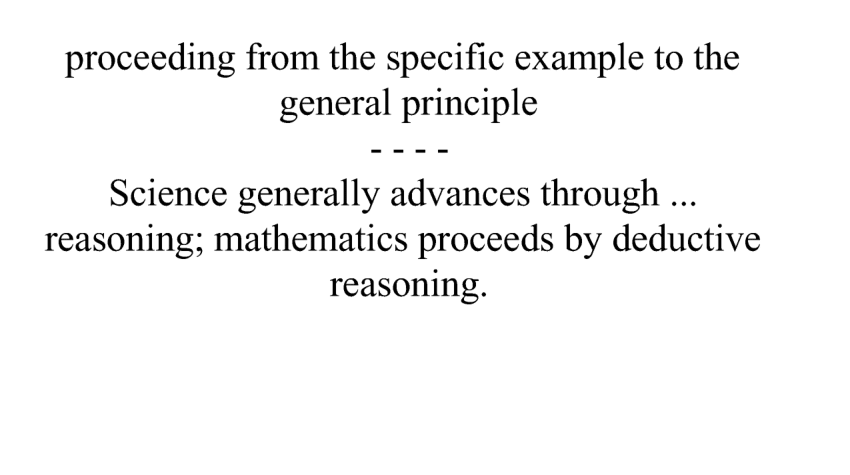 proceeding from the specific example to the
general principle
- - - -
Science generally advances through ...
reasoning; mathematics proceeds by deductive
reasoning.